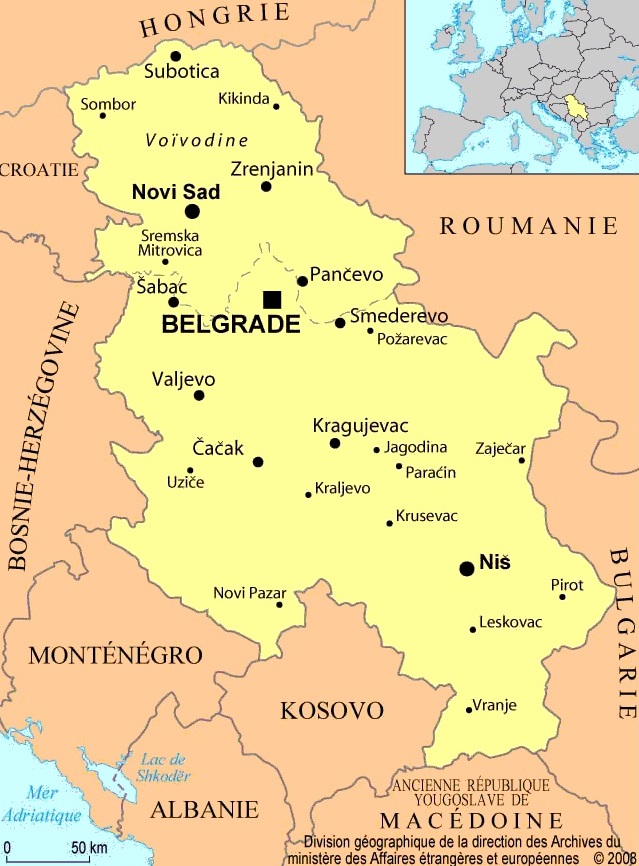 HONGRIE
Subotica
Sombor
Kikinda
Voïvodine
CROATIE
Zrenjanin
Novi Sad
ROUMANIE
Sremska
Mitrovica
Pančevo
Šabac
BELGRADE
Smederevo
Požarevac
BOSNIE-HERZÉGOVINE
Valjevo
Kragujevac
Čačak
Jagodina
Zaječar
Paraćin
Uziče
Kraljevo
Krusevac
Niš
BULGARIE
Pirot
Novi Pazar
Leskovac
MONTÉNÉGRO
KOSOVO
Vranje
Lac de
Shkodër
Mer
Adriatique
ALBANIE
ANCIENNE RÉPUBLIQUE
YOUGOSLAVE DE
MACÉDOINE
0 50 km
Division géographique de la direction des Archives du
ministère des Affaires étrangères et européennes © 2008